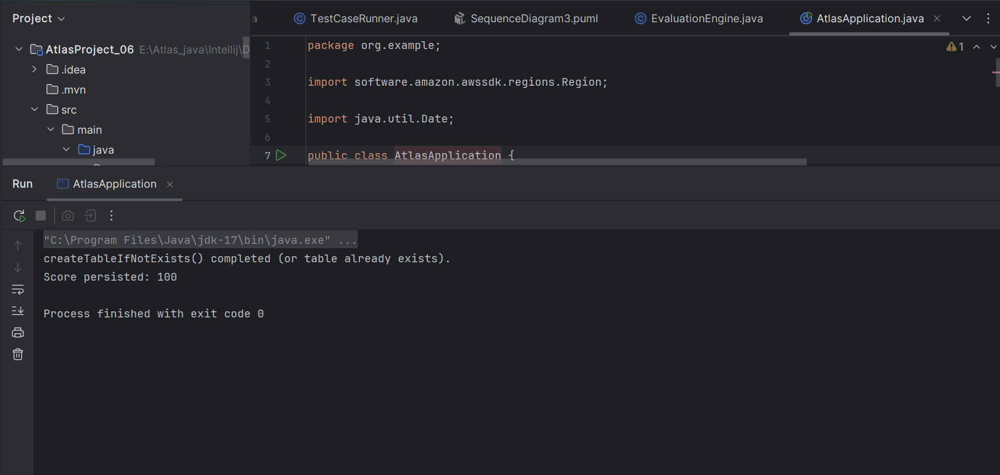 Project
AtlasProject_06 E:\Atlas_java\Intellij\D
.idea
.mvn
src
main
java
a TestCaseRunner.java SequenceDiagram3.puml EvaluationEngine.java AtlasApplication.java
1 package org.example;
1
2
3 import software.amazon.awssdk.regions.Region;
4
5 import java.util.Date;
6
7 public class AtlasApplication {
Run AtlasApplication
"C:\Program Files\Java\jdk-17\bin\java.exe" ...
createTableIfNotExists() completed (or table already exists).
Score persisted: 100
Process finished with exit code 0